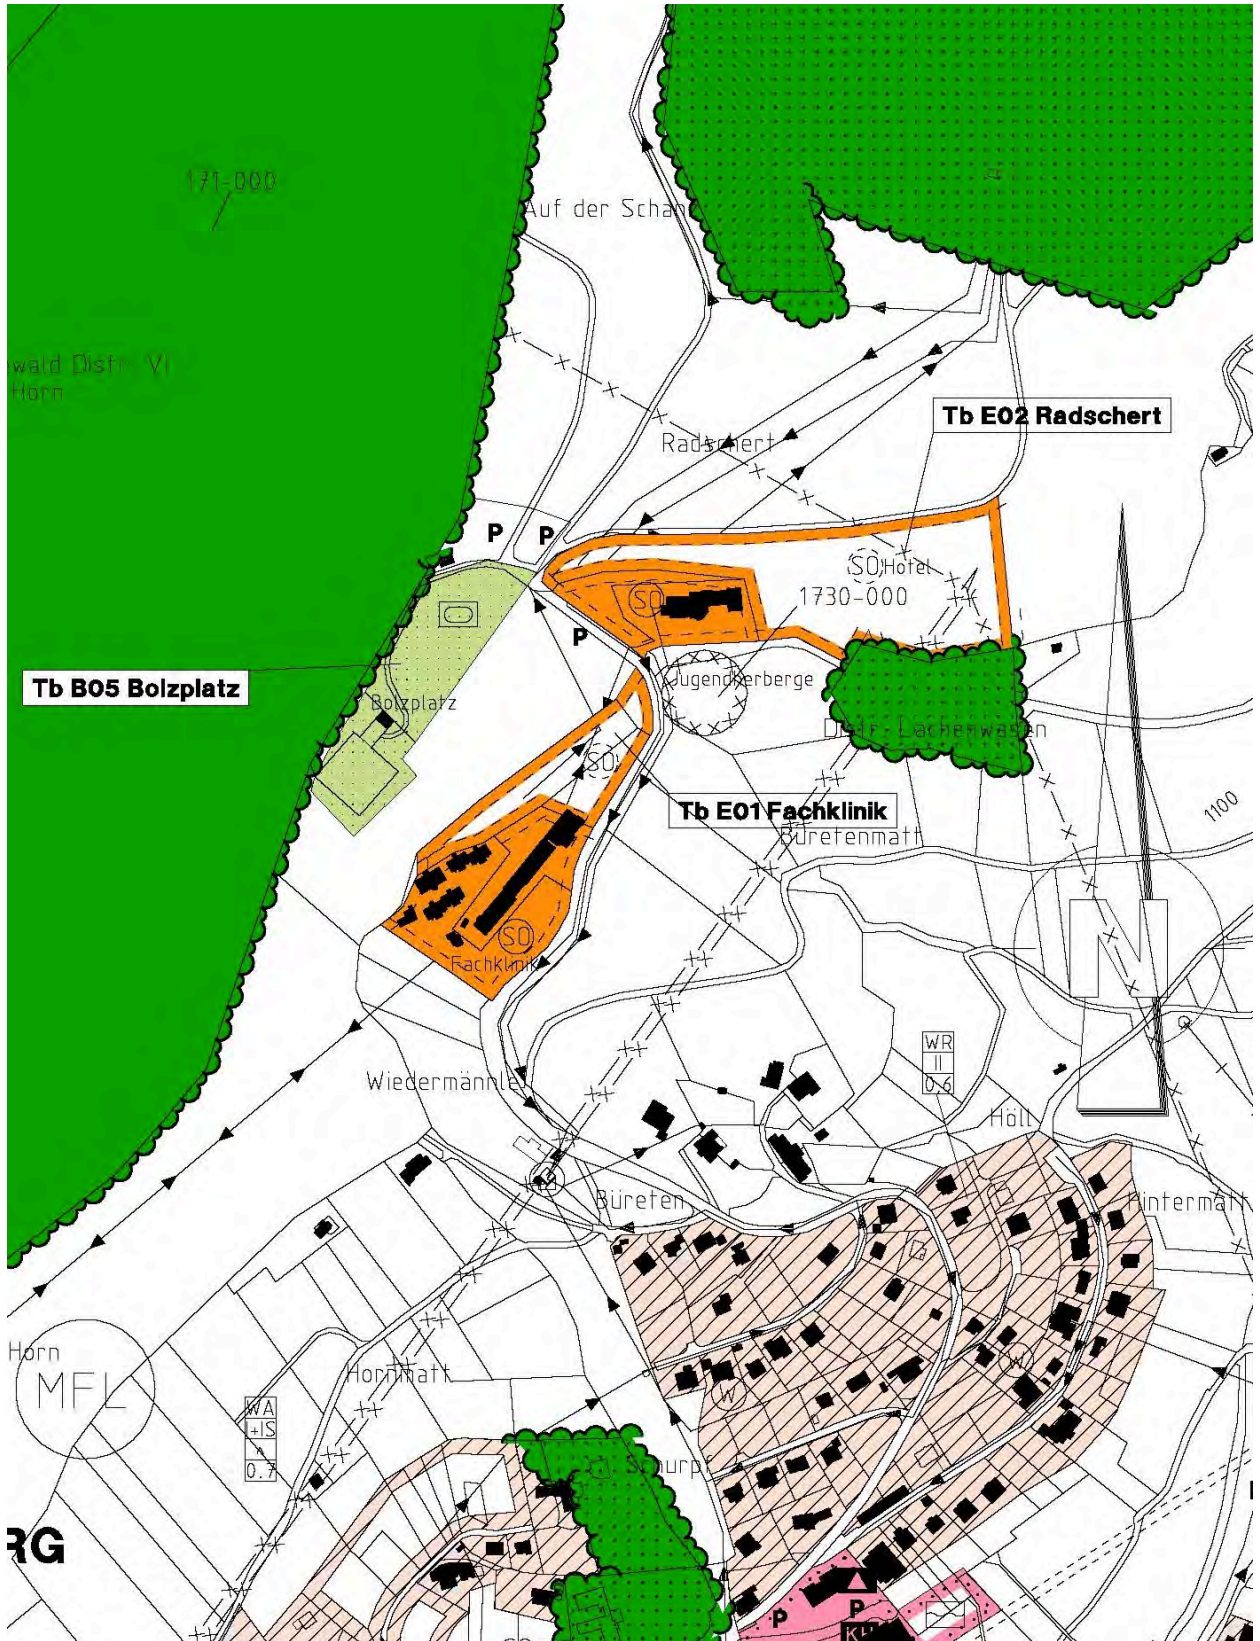 171-000
Auf der Schan
wald Distr. VI
Horn
Tb E02 Radschert
Radschert
P
P
SO Hotel
SO
1730-000
P
Tb B05 Bolzplatz
Jugendherberge
Bolzplatz
Distr. Lachenwasen
SO
Tb E01 Fachklinik
Büretenmatt
1100
N
SO
Fachklinik
WR
II
0.6
Wiedermännle
Höll
Büreten
Hintermatt
Horn
MFL
Hornmatt
W
W
WA
+IS
^
0.7
Schurpf
RG
P
P